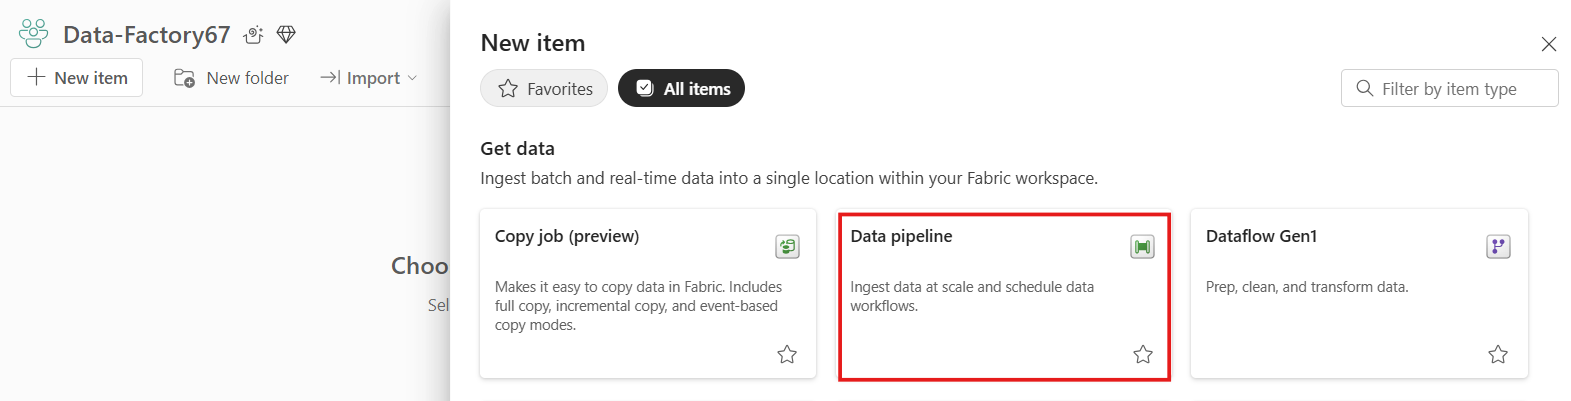 Data-Factory67
New item
New folder
Import
Choo
Sel
New item
Favorites
All items
Filter by item type
Get data
Ingest batch and real-time data into a single location within your Fabric workspace.
Copy job (preview)
Makes it easy to copy data in Fabric. Includes
full copy, incremental copy, and event-based
copy modes.
Data pipeline
Ingest data at scale and schedule data
workflows.
Dataflow Gen1
Prep, clean, and transform data.